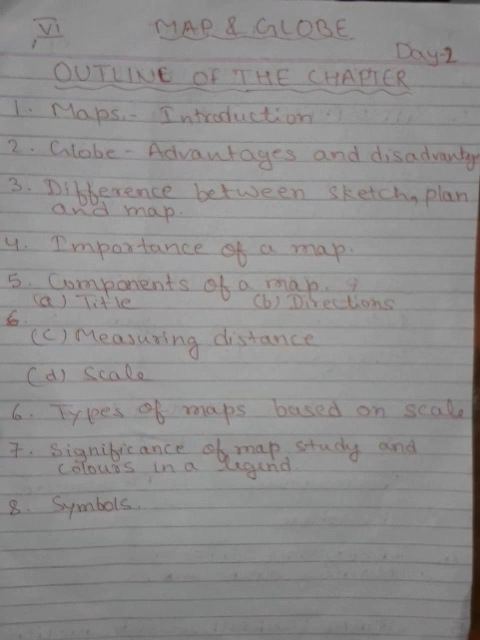 VI MAP & GLOBE
Day-2
OUTLINE OF THE CHAPTER
1. Maps - Introduction
2. Globe - Advantages and disadvantages
3. Difference between sketch, plan
and map.
4. Importance of a map.
5. Components of a map.
(a) Title (b) Directions
6.
(c) Measuring distance
(d) Scale
6. Types of maps based on scale
7. Significance of map study and
colours in a legend
8. Symbols.